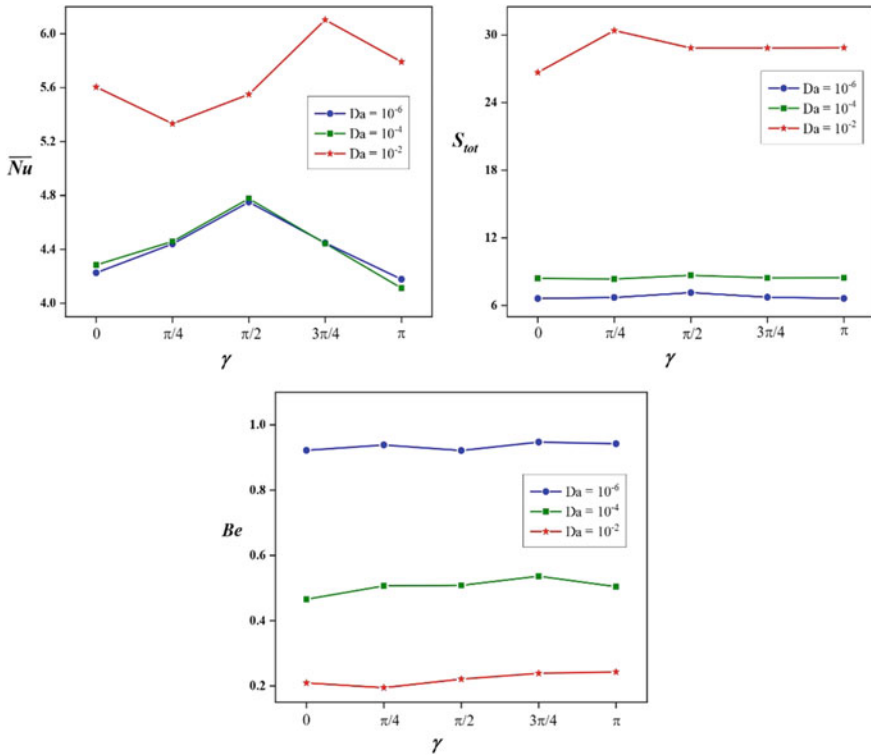 6.0
5.6
5.2
4.8
4.4
4.0
N̅u̅
Da = 10⁻⁶
Da = 10⁻⁴
Da = 10⁻²
0 π/4 π/2 3π/4 π
γ
30
24
18
12
6
S_tot
Da = 10⁻⁶
Da = 10⁻⁴
Da = 10⁻²
0 π/4 π/2 3π/4 π
γ
1.0
0.8
0.6
0.4
0.2
Be
Da = 10⁻⁶
Da = 10⁻⁴
Da = 10⁻²
0 π/4 π/2 3π/4 π
γ